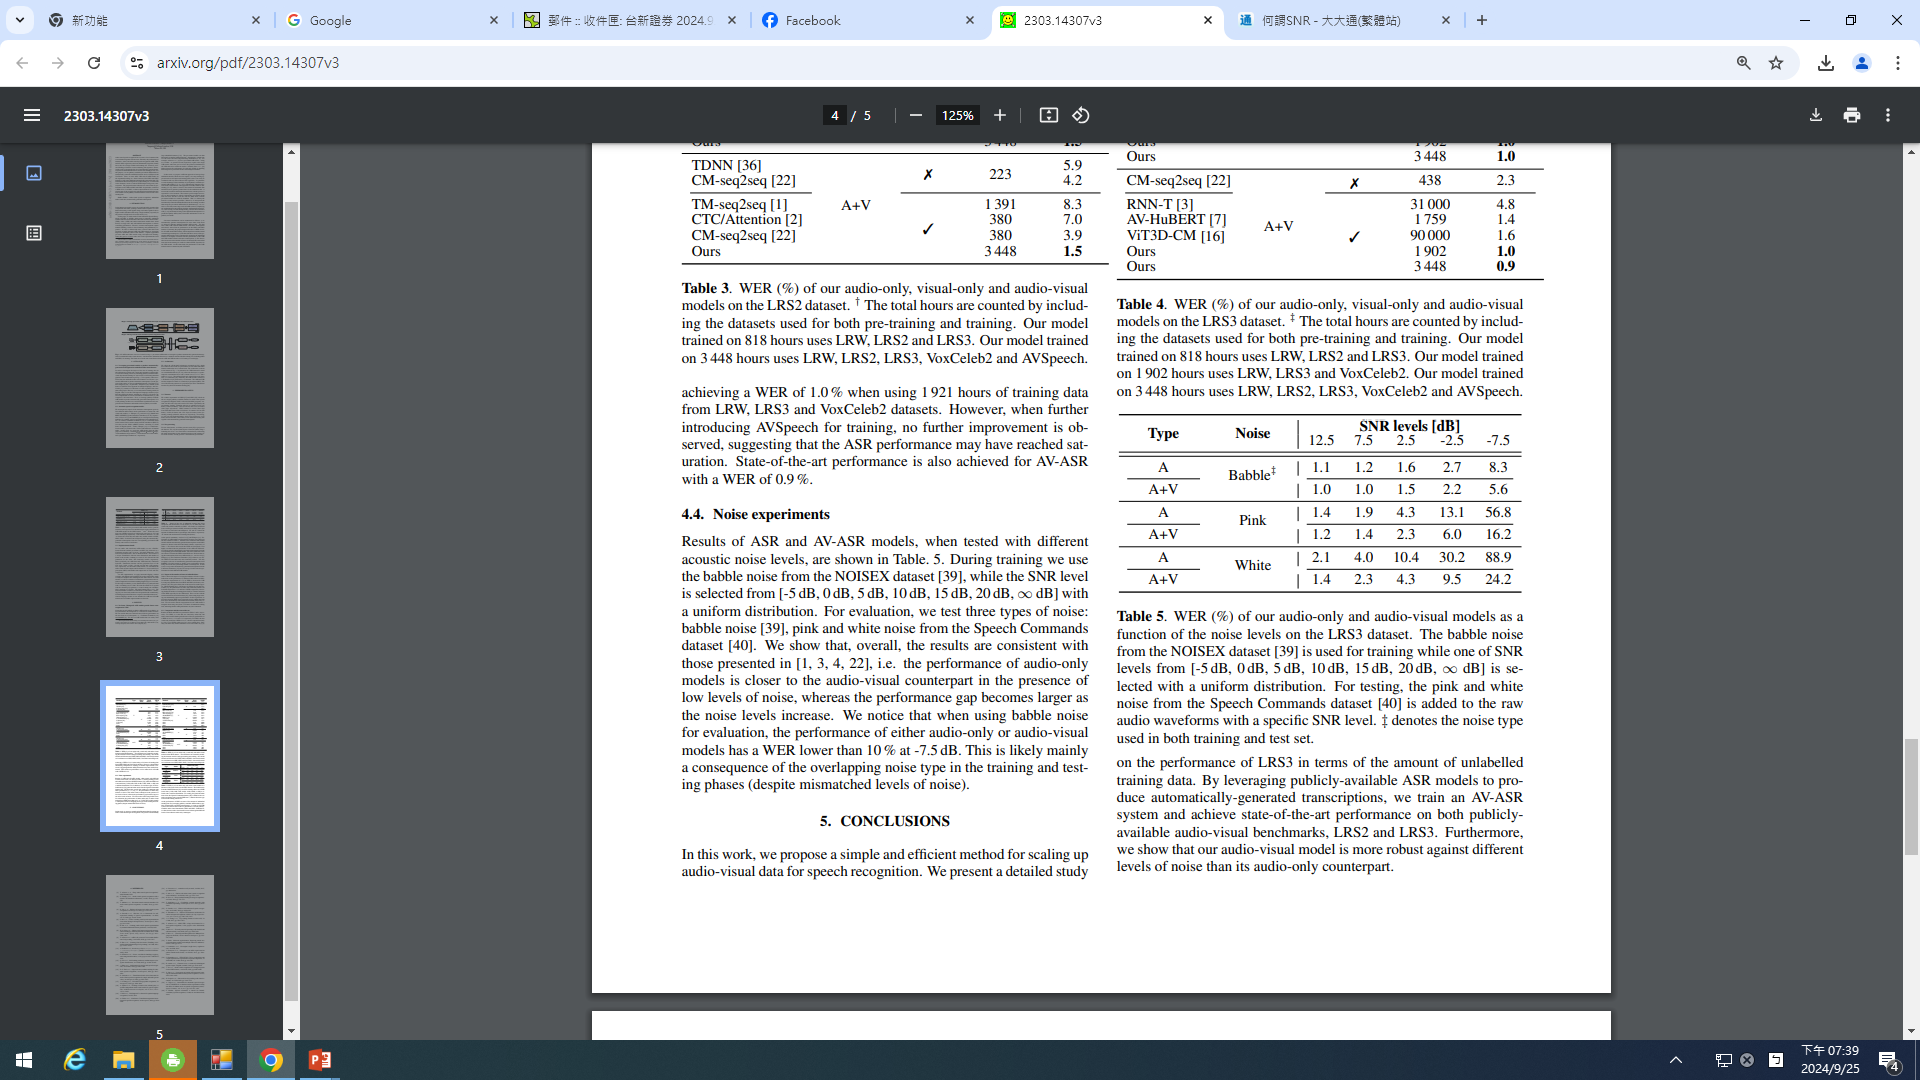 新功能
Google
郵件 :: 收件匣: 台新證券 2024.9
Facebook
2303.14307v3
何謂SNR - 大大通(繁體站)
arxiv.org/pdf/2303.14307v3
2303.14307v3
4 / 5
125%
1
2
3
4
5
Ours 3 448 1.5
TDNN [36] 5.9
✗ 223
CM-seq2seq [22] 4.2
TM-seq2seq [1] A+V 1 391 8.3
CTC/Attention [2] 380 7.0
✓
CM-seq2seq [22] 380 3.9
Ours 3 448 1.5
Table 3. WER (%) of our audio-only, visual-only and audio-visual
models on the LRS2 dataset. † The total hours are counted by includ-
ing the datasets used for both pre-training and training. Our model
trained on 818 hours uses LRW, LRS2 and LRS3. Our model trained
on 3 448 hours uses LRW, LRS2, LRS3, VoxCeleb2 and AVSpeech.
achieving a WER of 1.0 % when using 1 921 hours of training data
from LRW, LRS3 and VoxCeleb2 datasets. However, when further
introducing AVSpeech for training, no further improvement is ob-
served, suggesting that the ASR performance may have reached sat-
uration. State-of-the-art performance is also achieved for AV-ASR
with a WER of 0.9 %.
4.4. Noise experiments
Results of ASR and AV-ASR models, when tested with different
acoustic noise levels, are shown in Table. 5. During training we use
the babble noise from the NOISEX dataset [39], while the SNR level
is selected from [-5 dB, 0 dB, 5 dB, 10 dB, 15 dB, 20 dB, ∞ dB] with
a uniform distribution. For evaluation, we test three types of noise:
babble noise [39], pink and white noise from the Speech Commands
dataset [40]. We show that, overall, the results are consistent with
those presented in [1, 3, 4, 22], i.e. the performance of audio-only
models is closer to the audio-visual counterpart in the presence of
low levels of noise, whereas the performance gap becomes larger as
the noise levels increase. We notice that when using babble noise
for evaluation, the performance of either audio-only or audio-visual
models has a WER lower than 10 % at -7.5 dB. This is likely mainly
a consequence of the overlapping noise type in the training and test-
ing phases (despite mismatched levels of noise).
5. CONCLUSIONS
In this work, we propose a simple and efficient method for scaling up
audio-visual data for speech recognition. We present a detailed study
Ours 1 902 1.0
Ours 3 448 1.0
CM-seq2seq [22] ✗ 438 2.3
RNN-T [3] 31 000 4.8
AV-HuBERT [7] 1 759 1.4
A+V
ViT3D-CM [16] ✓ 90 000 1.6
Ours 1 902 1.0
Ours 3 448 0.9
Table 4. WER (%) of our audio-only, visual-only and audio-visual
models on the LRS3 dataset. ‡ The total hours are counted by includ-
ing the datasets used for both pre-training and training. Our model
trained on 818 hours uses LRW, LRS2 and LRS3. Our model trained
on 1 902 hours uses LRW, LRS3 and VoxCeleb2. Our model trained
on 3 448 hours uses LRW, LRS2, LRS3, VoxCeleb2 and AVSpeech.
SNR levels [dB]
Type Noise
12.5 7.5 2.5 -2.5 -7.5
A 1.1 1.2 1.6 2.7 8.3
Babble‡
A+V 1.0 1.0 1.5 2.2 5.6
A 1.4 1.9 4.3 13.1 56.8
Pink
A+V 1.2 1.4 2.3 6.0 16.2
A 2.1 4.0 10.4 30.2 88.9
White
A+V 1.4 2.3 4.3 9.5 24.2
Table 5. WER (%) of our audio-only and audio-visual models as a
function of the noise levels on the LRS3 dataset. The babble noise
from the NOISEX dataset [39] is used for training while one of SNR
levels from [-5 dB, 0 dB, 5 dB, 10 dB, 15 dB, 20 dB, ∞ dB] is se-
lected with a uniform distribution. For testing, the pink and white
noise from the Speech Commands dataset [40] is added to the raw
audio waveforms with a specific SNR level. ‡ denotes the noise type
used in both training and test set.
on the performance of LRS3 in terms of the amount of unlabelled
training data. By leveraging publicly-available ASR models to pro-
duce automatically-generated transcriptions, we train an AV-ASR
system and achieve state-of-the-art performance on both publicly-
available audio-visual benchmarks, LRS2 and LRS3. Furthermore,
we show that our audio-visual model is more robust against different
levels of noise than its audio-only counterpart.
下午 07:39
2024/9/25
4